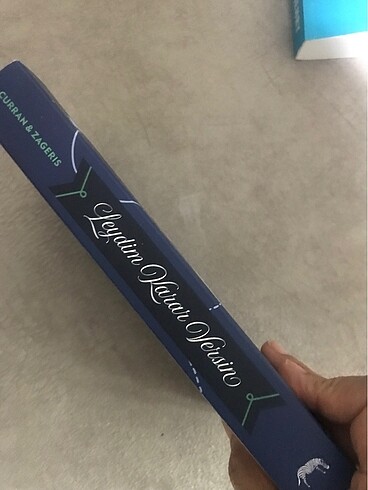 CURRAN & ZAGERIS
Leydim Karar Versin